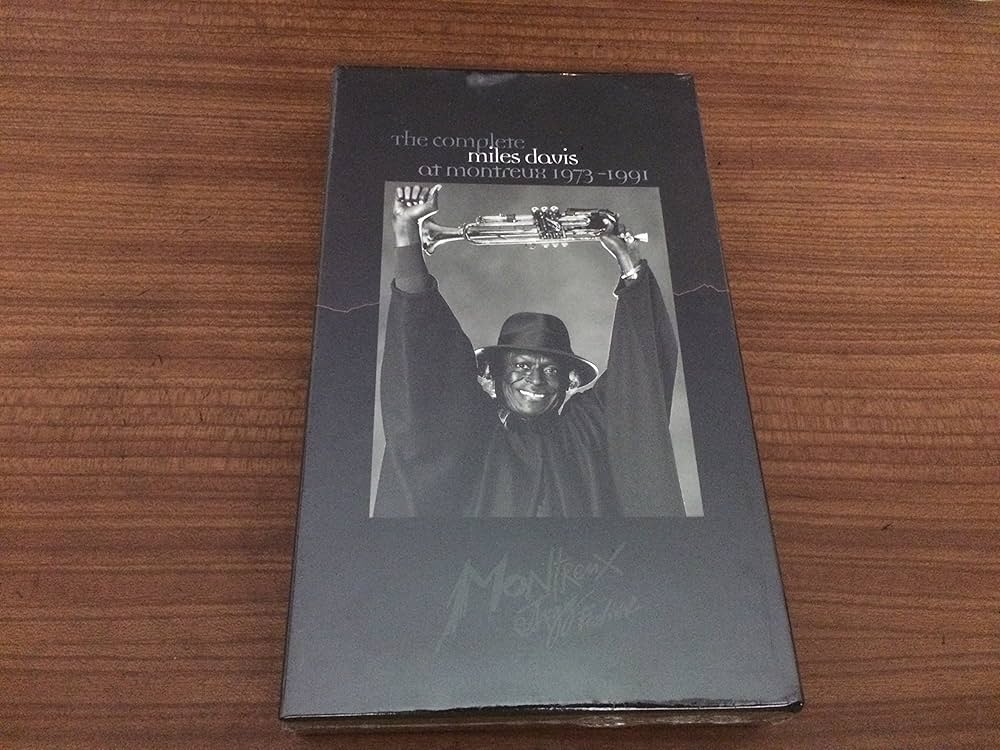 The complete
miles davis
at montreux 1973-1991
Montreux
Jazz Festival